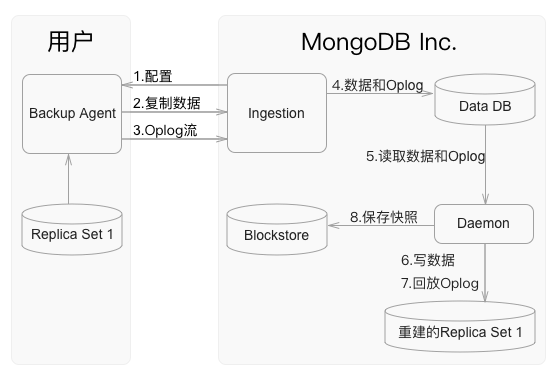 用户
MongoDB Inc.
1.配置
2.复制数据
3.Oplog流
Backup Agent
Ingestion
4.数据和Oplog
Data DB
5.读取数据和Oplog
Replica Set 1
Blockstore
8.保存快照
Daemon
6.写数据
7.回放Oplog
重建的Replica Set 1